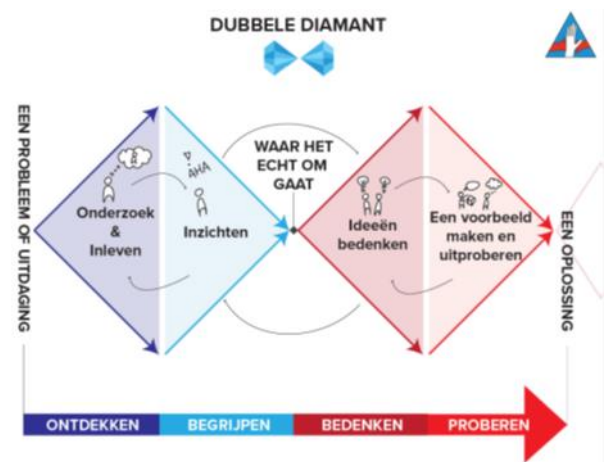 DUBBELE DIAMANT
EEN PROBLEEM OF UITDAGING
Onderzoek
&
Inleven
AHA
Inzichten
WAAR HET
ECHT OM
GAAT
Ideeën
bedenken
Een voorbeeld
maken en
uitproberen
EEN OPLOSSING
ONTDEKKEN
BEGRIJPEN
BEDENKEN
PROBEREN